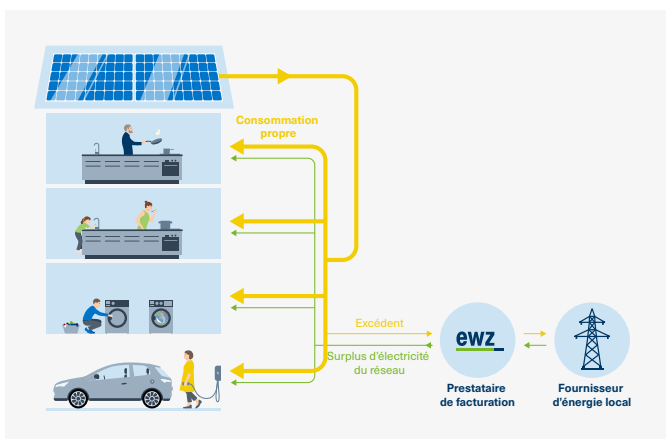 Consommation
propre
Excédent
Surplus d'électricité
du réseau
ewz
Prestataire
de facturation
Fournisseur
d'énergie local